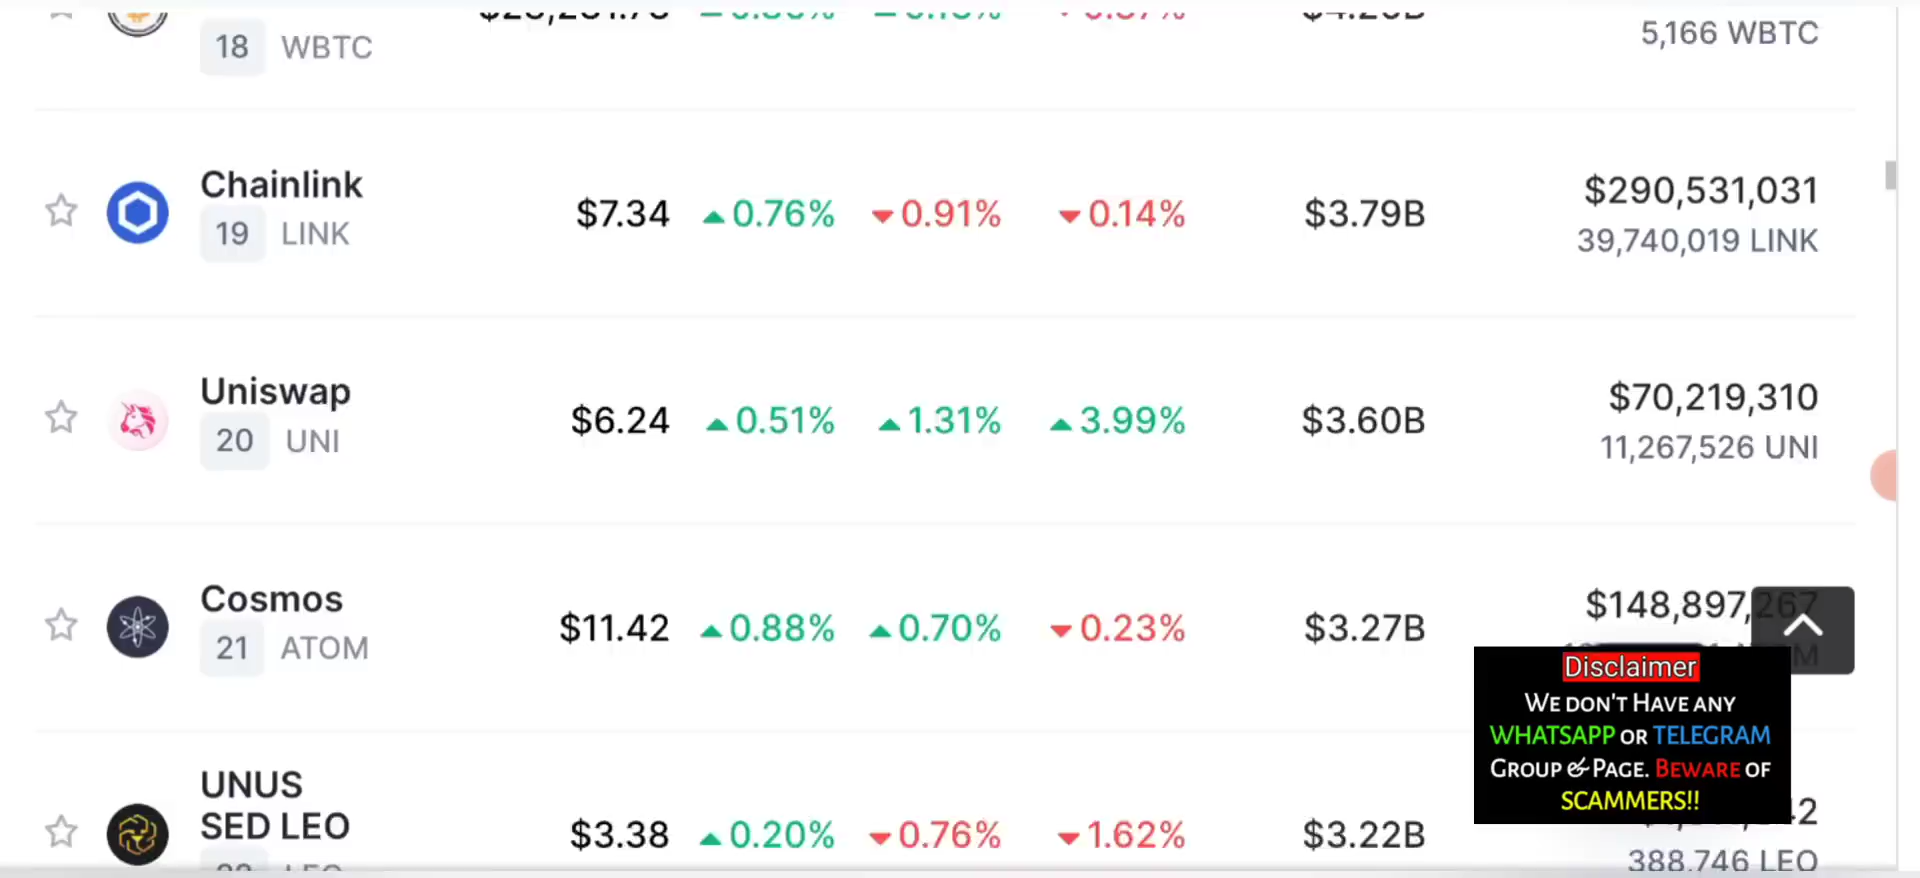 18 WBTC
5,166 WBTC
Chainlink
19 LINK
$7.34 0.76% 0.91% 0.14% $3.79B
$290,531,031
39,740,019 LINK
Uniswap
20 UNI
$6.24 0.51% 1.31% 3.99% $3.60B
$70,219,310
11,267,526 UNI
Cosmos
21 ATOM
$11.42 0.88% 0.70% 0.23% $3.27B
$148,897,267
UNUS
SED LEO
$3.38 0.20% 0.76% 1.62% $3.22B
388,746 LEO
Disclaimer
We don't Have any
WHATSAPP or TELEGRAM
Group & Page. Beware of
SCAMMERS!!